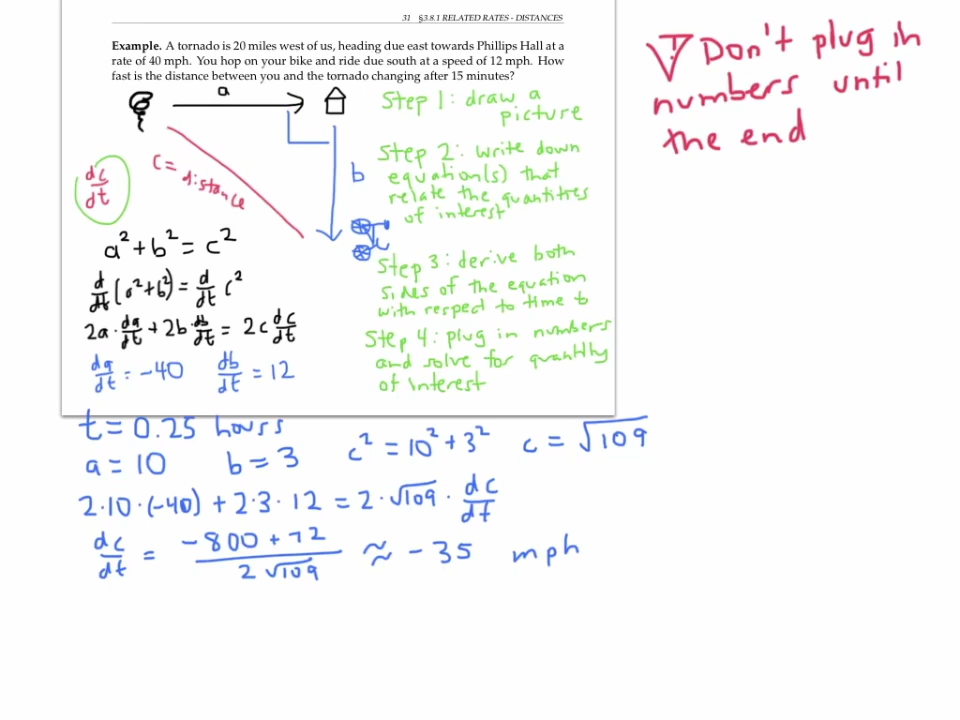 31 §3.8.1 RELATED RATES - DISTANCES
Example. A tornado is 20 miles west of us, heading due east towards Phillips Hall at a
rate of 40 mph. You hop on your bike and ride due south at a speed of 12 mph. How
fast is the distance between you and the tornado changing after 15 minutes?
a
b
c = distance
dc/dt
a² + b² = c²
d/dt (a² + b²) = d/dt c²
2a · da/dt + 2b · db/dt = 2c dc/dt
da/dt = -40 db/dt = 12
Step 1: draw a
picture
Step 2: write down
equation(s) that
relate the quantities
of interest
Step 3: derive both
sides of the equation
with respect to time t
Step 4: plug in numbers
and solve for quantity
of interest
! Don't plug in
numbers until
the end
t = 0.25 hours
a = 10 b = 3 c² = 10² + 3² c = √109
2·10·(-40) + 2·3·12 = 2·√109 · dc/dt
dc/dt = (-800 + 72)/(2√109) ≈ -35 mph